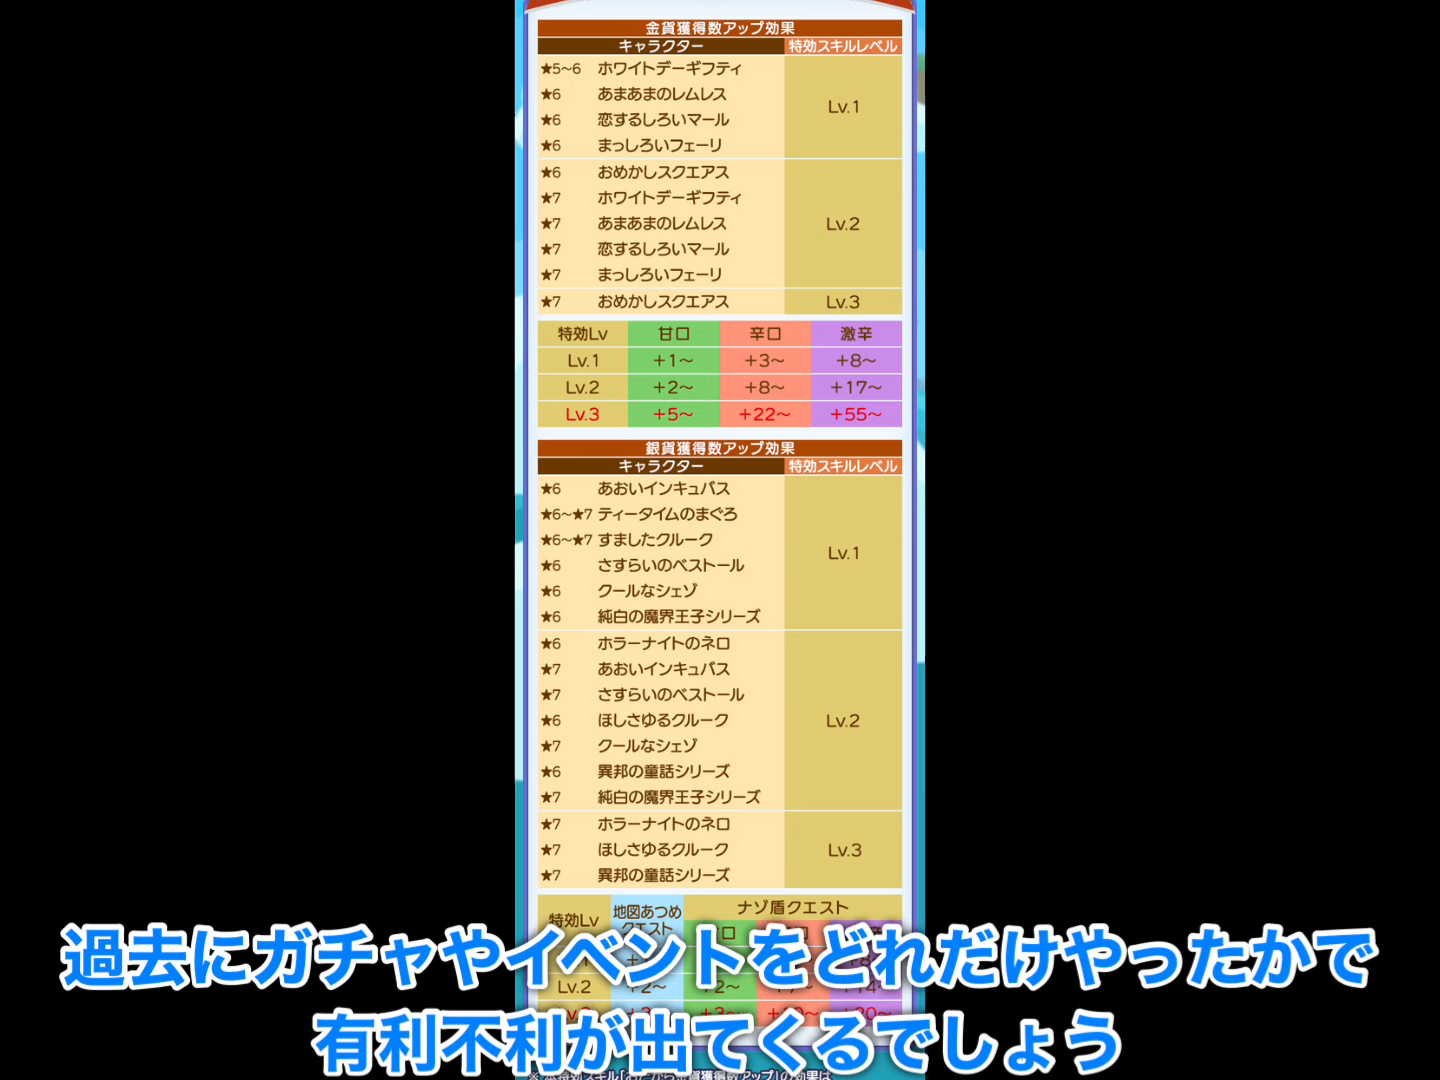 金貨獲得数アップ効果
キャラクター 特効スキルレベル
★5~6 ホワイトデーギフティ
★6 あまあまのレムレス
Lv.1
★6 恋するしろいマール
★6 まっしろいフェーリ
★6 おめかしスクエアス
★7 ホワイトデーギフティ
★7 あまあまのレムレス Lv.2
★7 恋するしろいマール
★7 まっしろいフェーリ
★7 おめかしスクエアス Lv.3
特効Lv 甘口 辛口 激辛
Lv.1 +1~ +3~ +8~
Lv.2 +2~ +8~ +17~
Lv.3 +5~ +22~ +55~
銀貨獲得数アップ効果
キャラクター 特効スキルレベル
★6 あおいインキュバス
★6~★7 ティータイムのまぐろ
★6~★7 すましたクルーク
Lv.1
★6 さすらいのベストール
★6 クールなシェゾ
★6 純白の魔界王子シリーズ
★6 ホラーナイトのネロ
★7 あおいインキュバス
★7 さすらいのベストール
★6 ほしさゆるクルーク Lv.2
★7 クールなシェゾ
★6 異邦の童話シリーズ
★7 純白の魔界王子シリーズ
★7 ホラーナイトのネロ
★7 ほしさゆるクルーク Lv.3
★7 異邦の童話シリーズ
特効Lv 地図あつめ ナゾ盾クエスト
クエスト
過去にガチャやイベントをどれだけやったかで
Lv.2 +2~ +2~
有利不利が出てくるでしょう